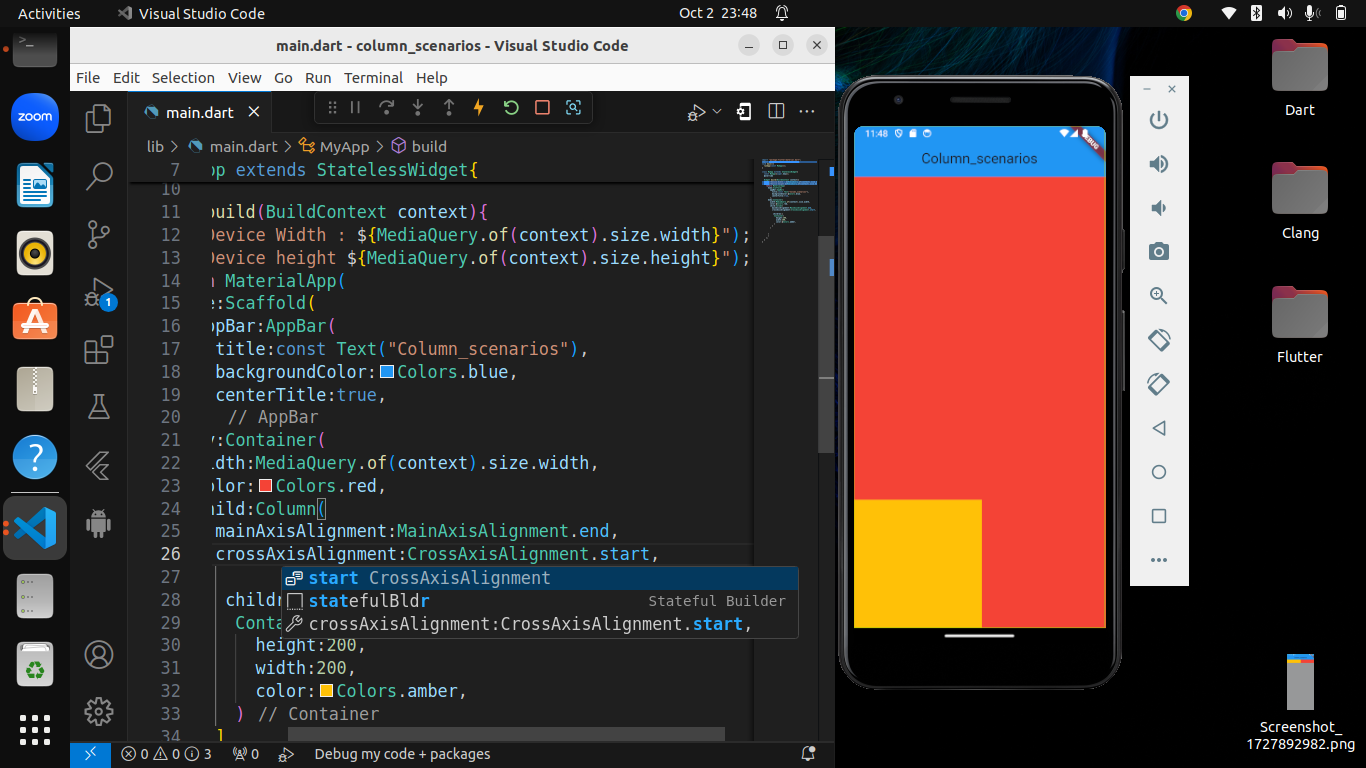 Activities
Visual Studio Code
Oct 2 23:48
main.dart - column_scenarios - Visual Studio Code
File Edit Selection View Go Run Terminal Help
main.dart
lib > main.dart > MyApp > build
7 pp extends StatelessWidget{
10
11 build(BuildContext context){
12 Device Width : ${MediaQuery.of(context).size.width}");
13 Device height ${MediaQuery.of(context).size.height}");
14 n MaterialApp(
15 e:Scaffold(
16 ppBar:AppBar(
17 title:const Text("Column_scenarios"),
18 backgroundColor:Colors.blue,
19 centerTitle:true,
20 // AppBar
21 y:Container(
22 idth:MediaQuery.of(context).size.width,
23 olor:Colors.red,
24 hild:Column(
25 mainAxisAlignment:MainAxisAlignment.end,
26 crossAxisAlignment:CrossAxisAlignment.start,
27
start CrossAxisAlignment
28 childr
statefulBldr Stateful Builder
29 Conta
crossAxisAlignment:CrossAxisAlignment.start,
30 height:200,
31 width:200,
32 color:Colors.amber,
33 ) // Container
34 ]
1
0 0 3 0 Debug my code + packages
zoom
11:48
DEBUG
Column_scenarios
Dart
Clang
Flutter
Screenshot_
1727892982.png